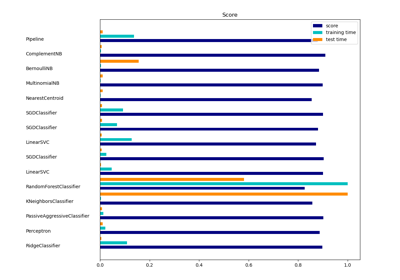 Score
score
training time
test time
Pipeline
ComplementNB
BernoulliNB
MultinomialNB
NearestCentroid
SGDClassifier
SGDClassifier
LinearSVC
SGDClassifier
LinearSVC
RandomForestClassifier
KNeighborsClassifier
PassiveAggressiveClassifier
Perceptron
RidgeClassifier
0.0 0.2 0.4 0.6 0.8 1.0